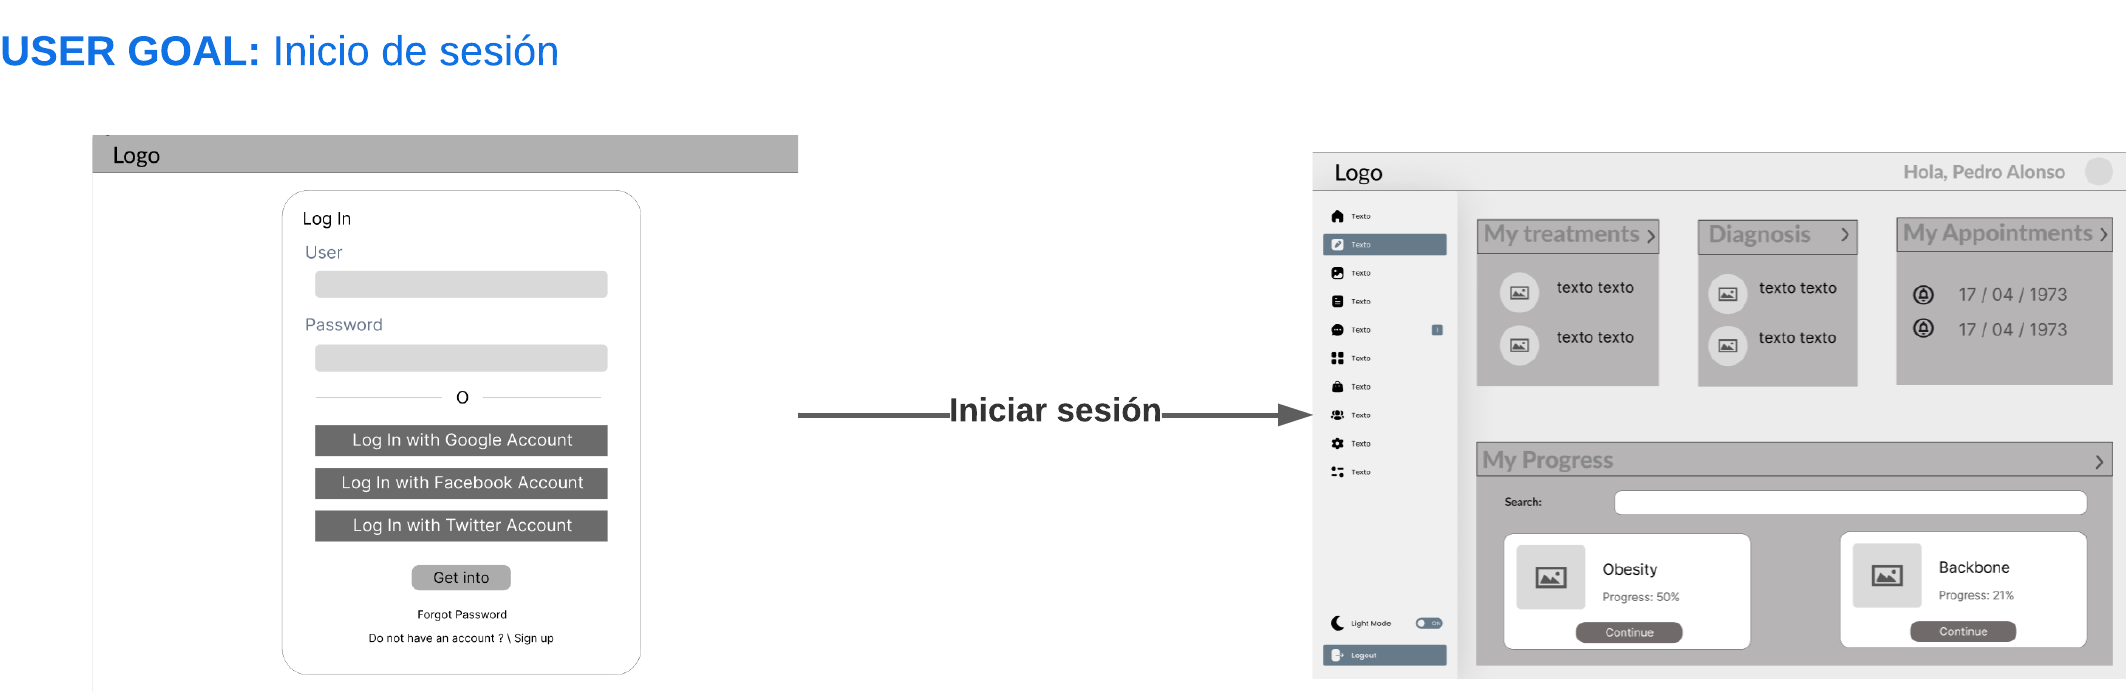 USER GOAL: Inicio de sesión
Logo
Log In
User
Password
O
Log In with Google Account
Log In with Facebook Account
Log In with Twitter Account
Get into
Forgot Password
Do not have an account ? \ Sign up
Iniciar sesión
Logo
Hola, Pedro Alonso
Texto
Texto
Texto
Texto
Texto
Texto
Texto
Texto
Texto
Texto
Light Mode
ON
Logout
My treatments
texto texto
texto texto
Diagnosis
texto texto
texto texto
My Appointments
17 / 04 / 1973
17 / 04 / 1973
My Progress
Search:
Obesity
Progress: 50%
Continue
Backbone
Progress: 21%
Continue